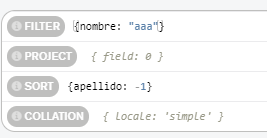 FILTER {nombre: "aaa"}
PROJECT { field: 0 }
SORT {apellido: -1}
COLLATION { locale: 'simple' }